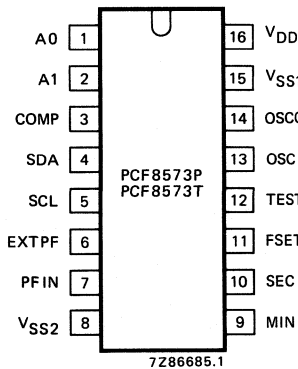 A0 1 16 VDD
A1 2 15 VSS1
COMP 3 14 OSCO
SDA 4 13 OSC
PCF8573P
PCF8573T
SCL 5 12 TEST
EXTPF 6 11 FSET
PFIN 7 10 SEC
VSS2 8 9 MIN
7Z86685.1